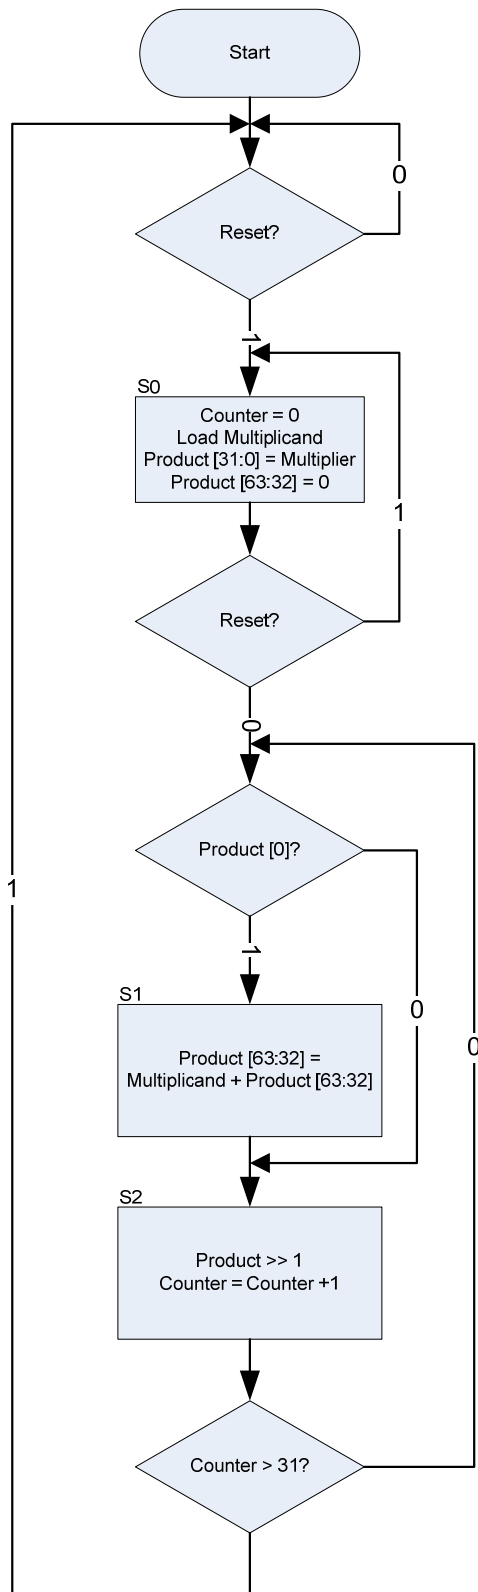 Start
0
Reset?
1
S0
Counter = 0
Load Multiplicand
Product [31:0] = Multiplier
Product [63:32] = 0
1
Reset?
0
Product [0]?
1
1
S1
0
0
Product [63:32] =
Multiplicand + Product [63:32]
S2
Product >> 1
Counter = Counter +1
Counter > 31?